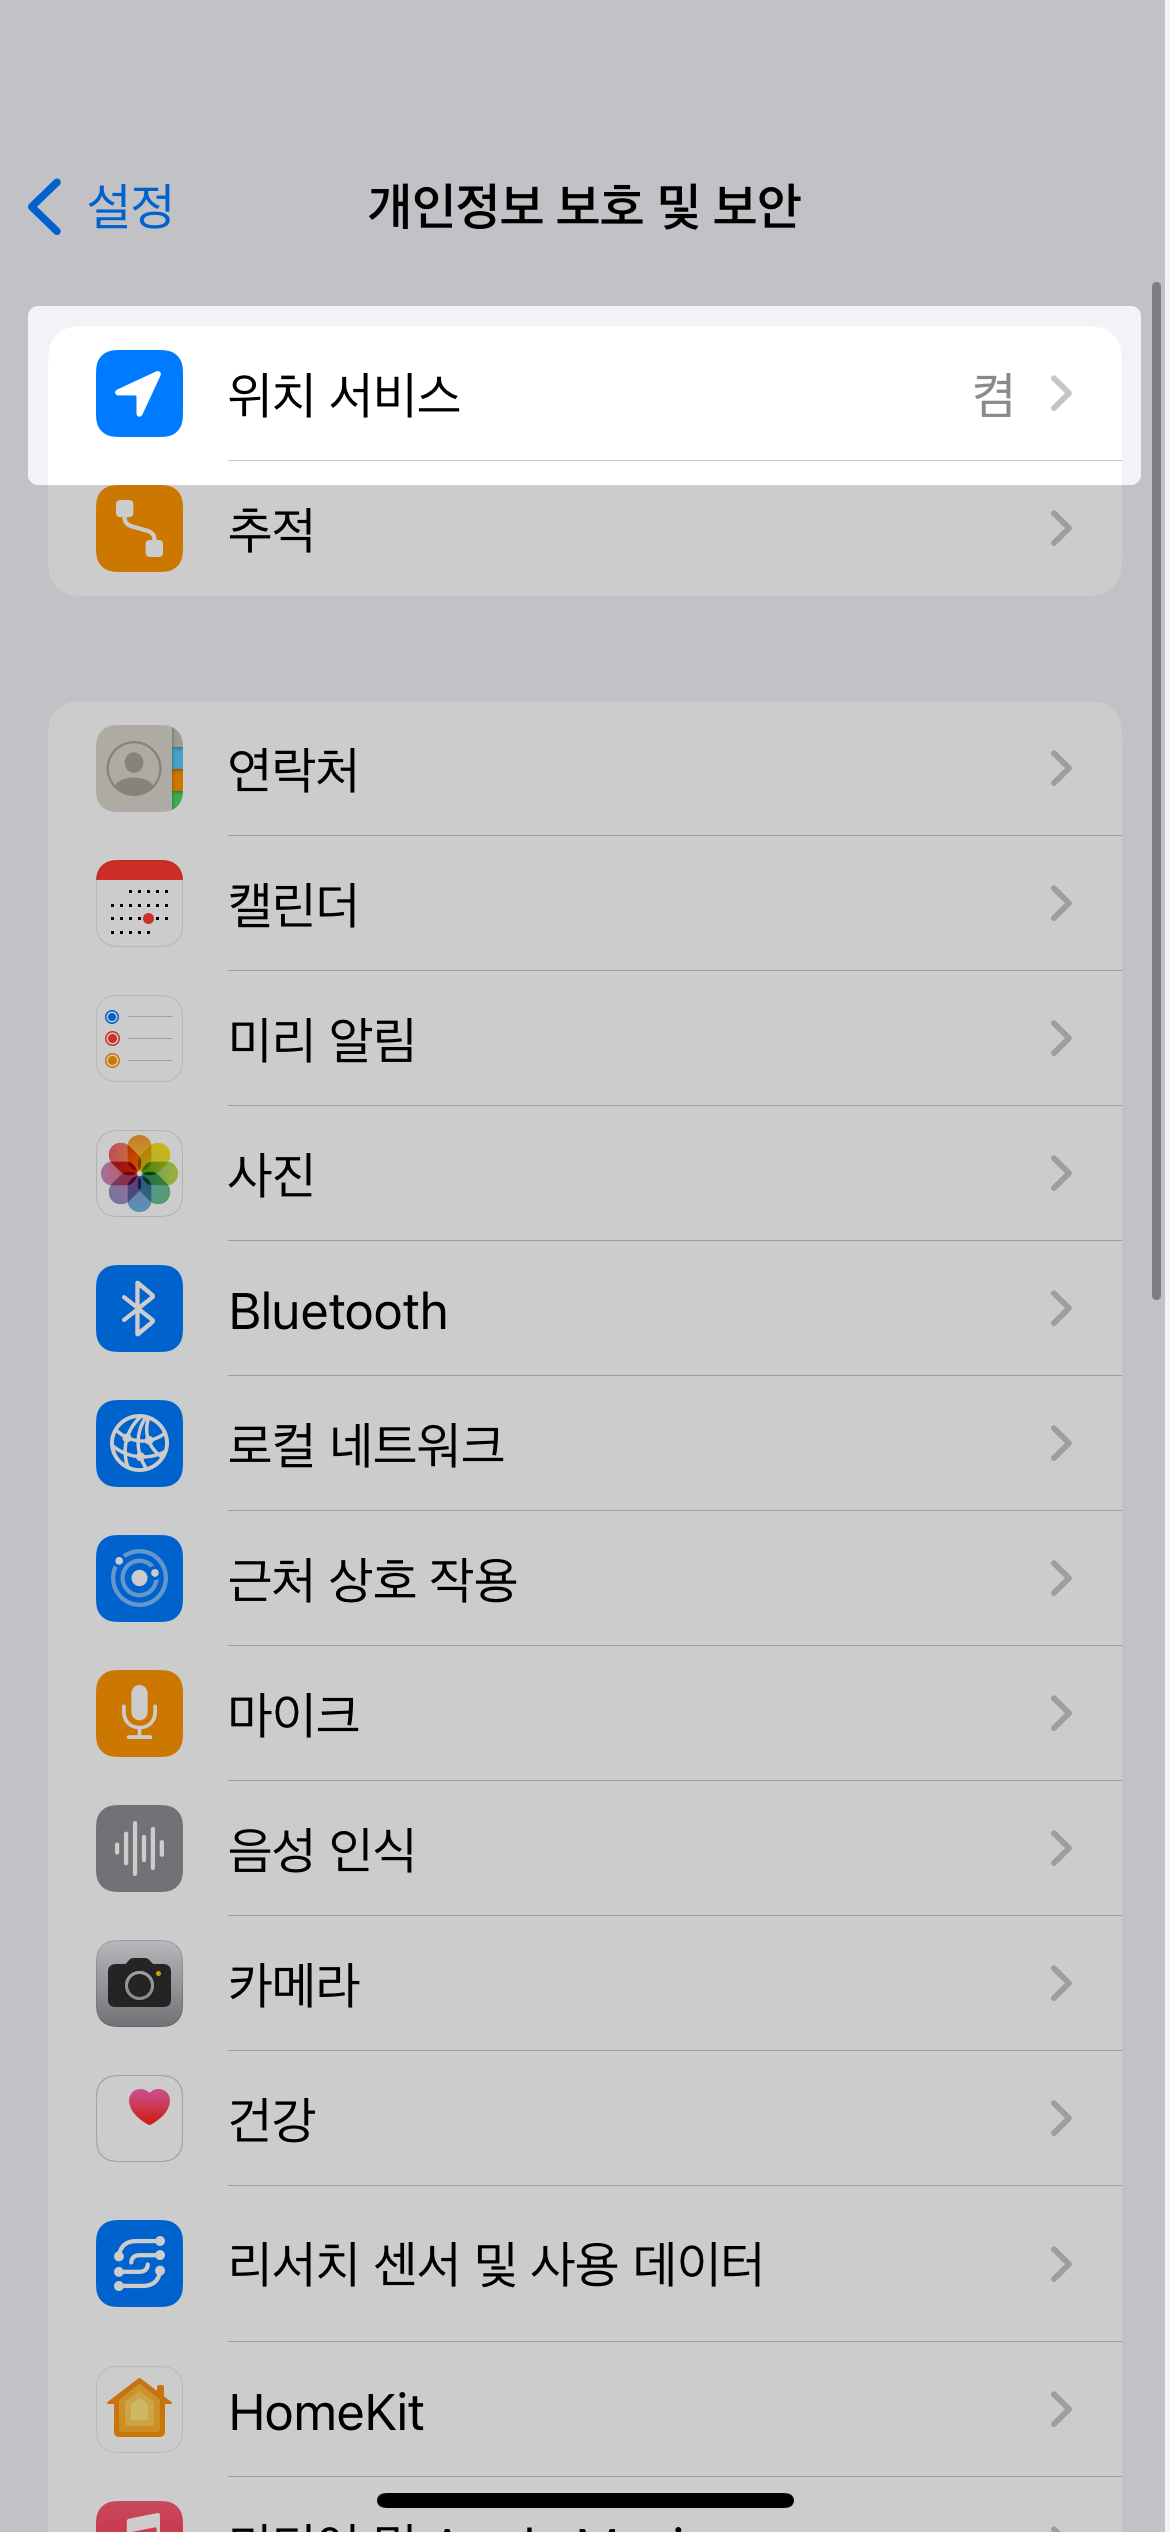 설정
개인정보 보호 및 보안
위치 서비스 켬
추적
연락처
캘린더
미리 알림
사진
Bluetooth
로컬 네트워크
근처 상호 작용
마이크
음성 인식
카메라
건강
리서치 센서 및 사용 데이터
HomeKit